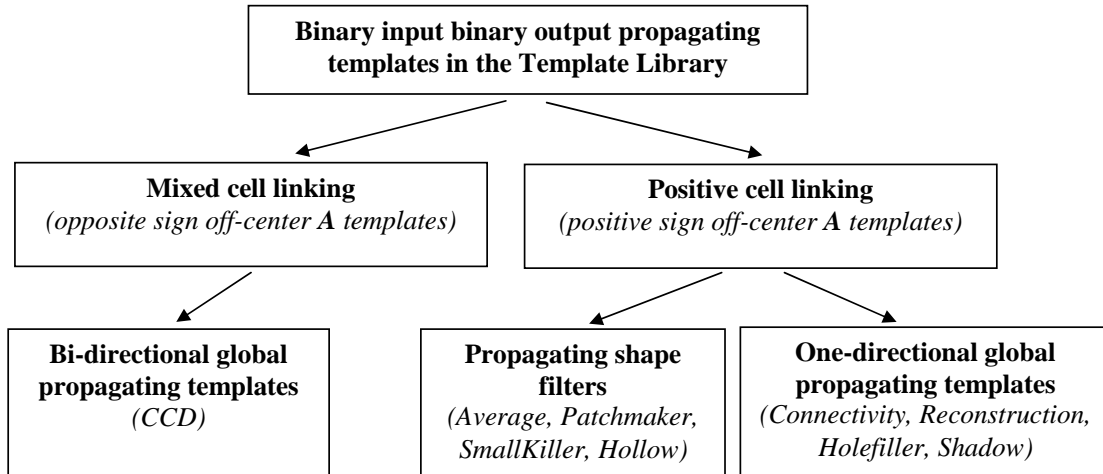 Binary input binary output propagating
templates in the Template Library
Mixed cell linking
(opposite sign off-center A templates)
Positive cell linking
(positive sign off-center A templates)
Bi-directional global
propagating templates
(CCD)
Propagating shape
filters
(Average, Patchmaker,
SmallKiller, Hollow)
One-directional global
propagating templates
(Connectivity, Reconstruction,
Holefiller, Shadow)